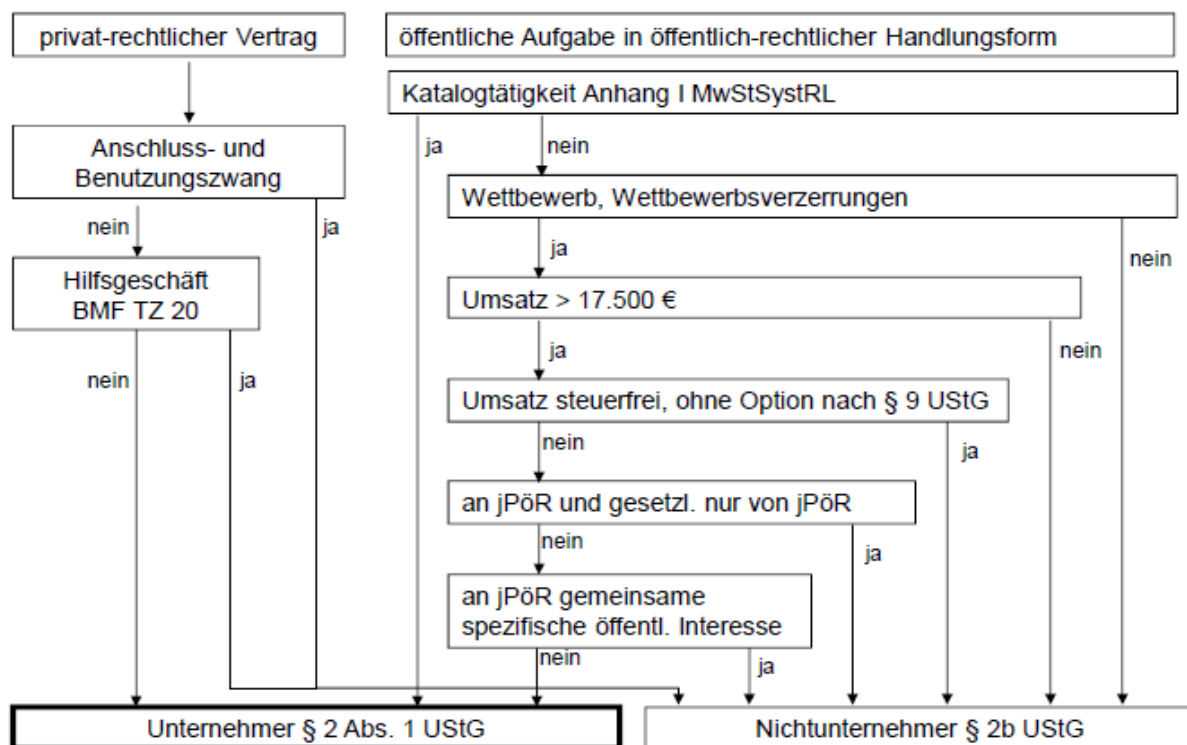 privat-rechtlicher Vertrag
öffentliche Aufgabe in öffentlich-rechtlicher Handlungsform
Katalogtätigkeit Anhang I MwStSystRL
Anschluss- und
Benutzungszwang
ja
nein
Wettbewerb, Wettbewerbsverzerrungen
nein
ja
ja
nein
Hilfsgeschäft
BMF TZ 20
Umsatz > 17.500 €
nein
ja
ja
nein
Umsatz steuerfrei, ohne Option nach § 9 UStG
nein
ja
an jPöR und gesetzl. nur von jPöR
nein
ja
an jPöR gemeinsame
spezifische öffentl. Interesse
nein
ja
Unternehmer § 2 Abs. 1 UStG
Nichtunternehmer § 2b UStG